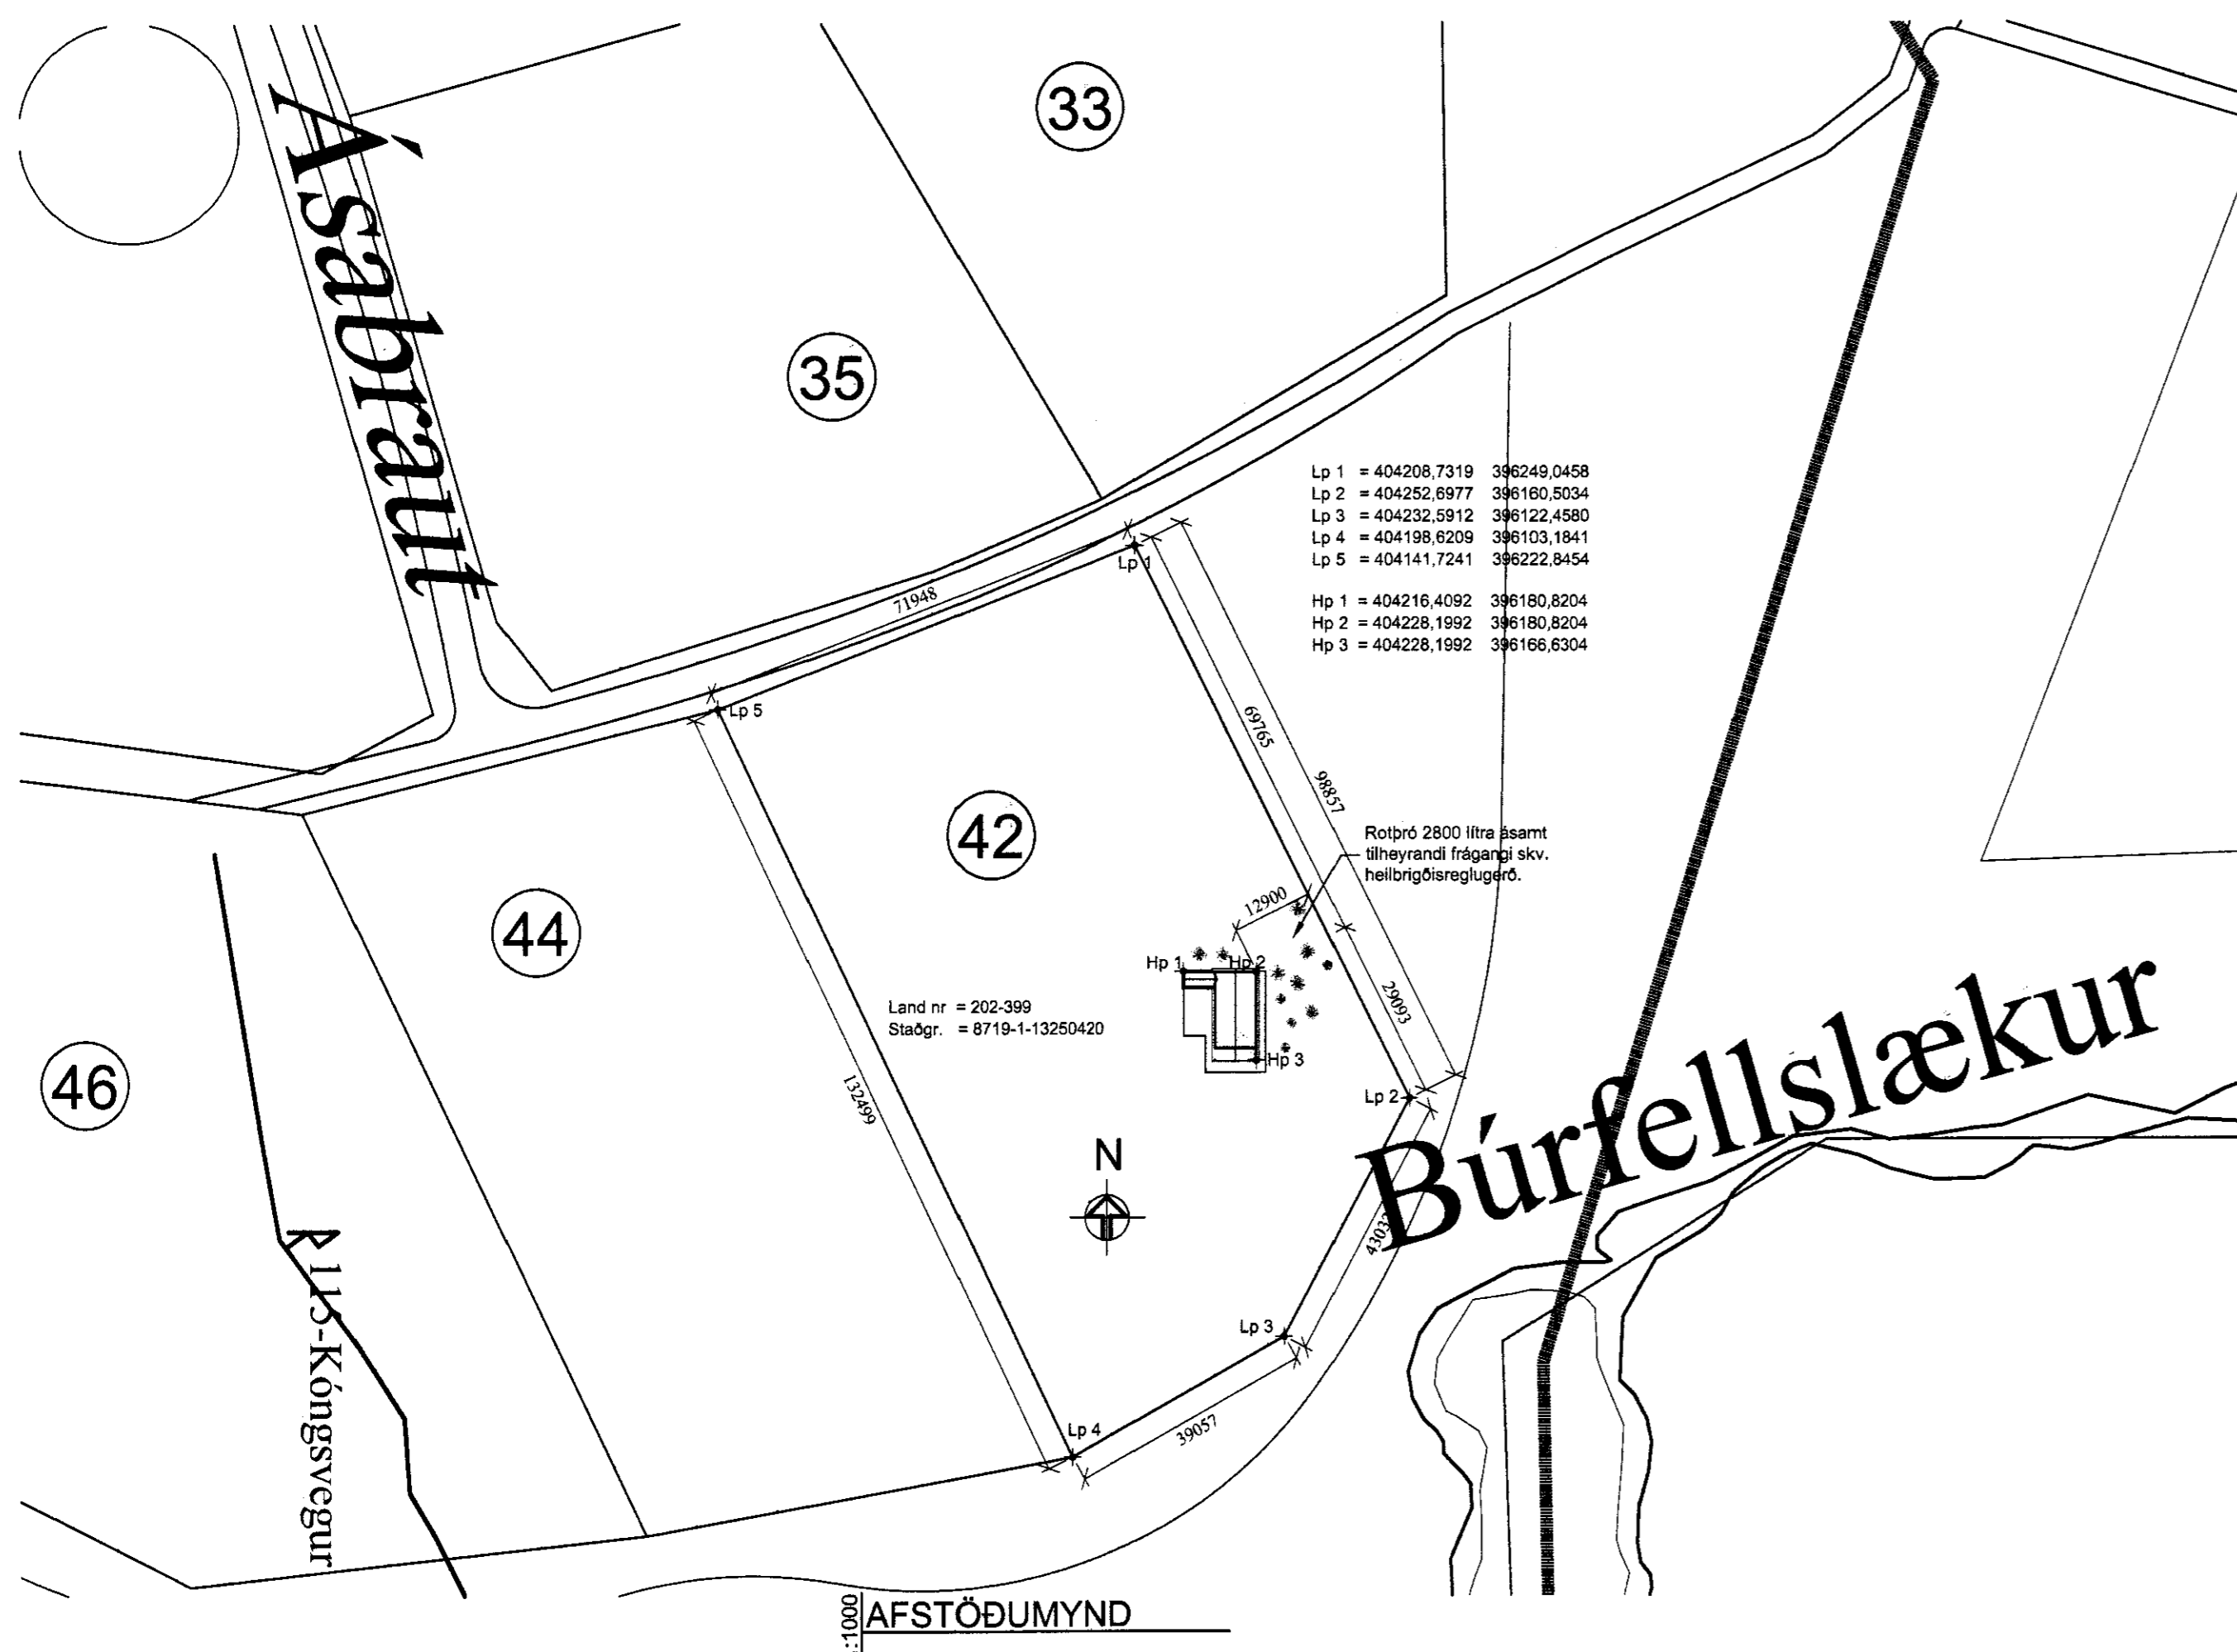 Ásabraut
33
35
Lp 1 = 404208,7319 396249,0458
Lp 2 = 404252,6977 396160,5034
Lp 3 = 404232,5912 396122,4580
Lp 4 = 404198,6209 396103,1841
Lp 5 = 404141,7241 396222,8454
Hp 1 = 404216,4092 396180,8204
Hp 2 = 404228,1992 396180,8204
Hp 3 = 404228,1992 396166,6304
Lp 1
71948
Lp 5
69765
98857
42
Rotþró 2800 lítra ásamt
tilheyrandi frágangi skv.
heilbrigðisreglugerð.
12900
44
Hp 1
Hp 2
Land nr = 202-399
Staðgr. = 8719-1-13250420
29093
Hp 3
46
132499
Lp 2
Búrfellslækur
N
Þ115-Kóngsvegur
Lp 3
Lp 4
39057
:1000
AFSTÖÐUMYND